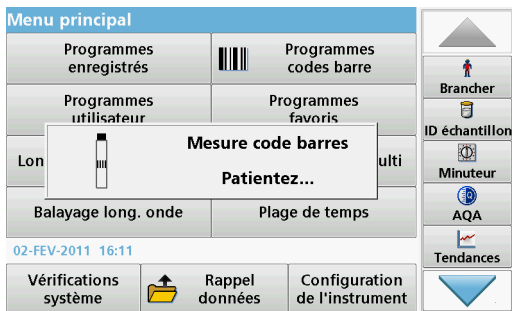 Menu principal
Programmes
enregistrés
Programmes
codes barre
Programmes
utilisateur
Programmes
favoris
Mesure code barres
Patientez...
Lon
ulti
Balayage long. onde
Plage de temps
02-FEV-2011 16:11
Vérifications
système
Rappel
données
Configuration
de l'instrument
Brancher
ID échantillon
Minuteur
AQA
Tendances